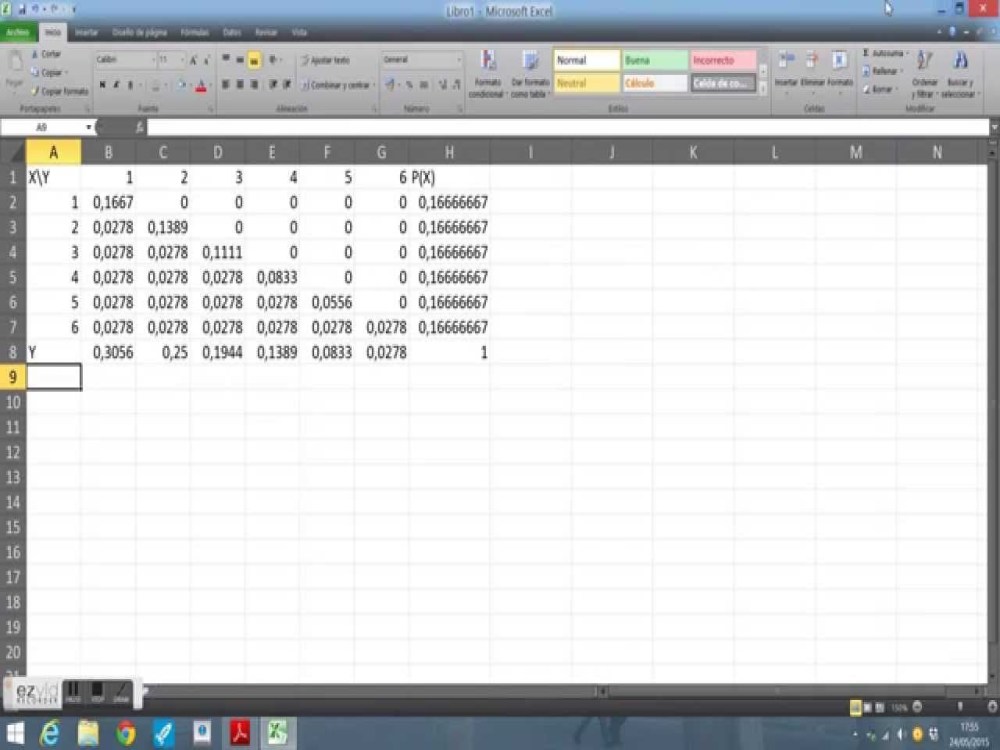 Libro1 - Microsoft Excel
Archivo Inicio Insertar Diseño de página Fórmulas Datos Revisar Vista
Cortar
Copiar
Copiar formato
Pegar
Portapapeles
Calibri 11
N K S
Fuente
Ajustar texto
Combinar y centrar
Alineación
General
Número
Formato condicional
Dar formato como tabla
Normal Buena Incorrecto
Neutral Cálculo Celda de co...
Estilos
Insertar Eliminar Formato
Celdas
Σ Autosuma
Rellenar
Borrar
Ordenar y filtrar
Buscar y seleccionar
Modificar
A9 fx
A B C D E F G H I J K L M N
1 X\Y 1 2 3 4 5 6 P(X)
2 1 0,1667 0 0 0 0 0 0,16666667
3 2 0,0278 0,1389 0 0 0 0 0,16666667
4 3 0,0278 0,0278 0,1111 0 0 0 0,16666667
5 4 0,0278 0,0278 0,0278 0,0833 0 0 0,16666667
6 5 0,0278 0,0278 0,0278 0,0278 0,0556 0 0,16666667
7 6 0,0278 0,0278 0,0278 0,0278 0,0278 0,0278 0,16666667
8 Y 0,3056 0,25 0,1944 0,1389 0,0833 0,0278 1
9
10
11
12
13
14
15
16
17
18
19
20
ezvid
RECORDER
150%
17:55
24/05/2015